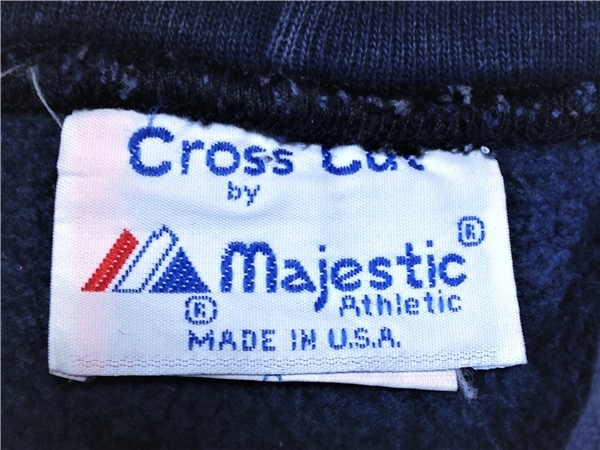 Cross Cut
by
Majestic ®
Athletic
®
MADE IN U.S.A.